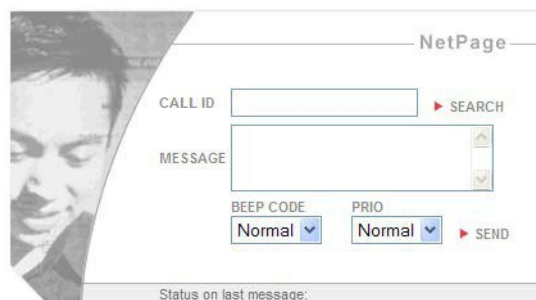 NetPage
CALL ID
SEARCH
MESSAGE
BEEP CODE PRIO
Normal Normal SEND
Status on last message: